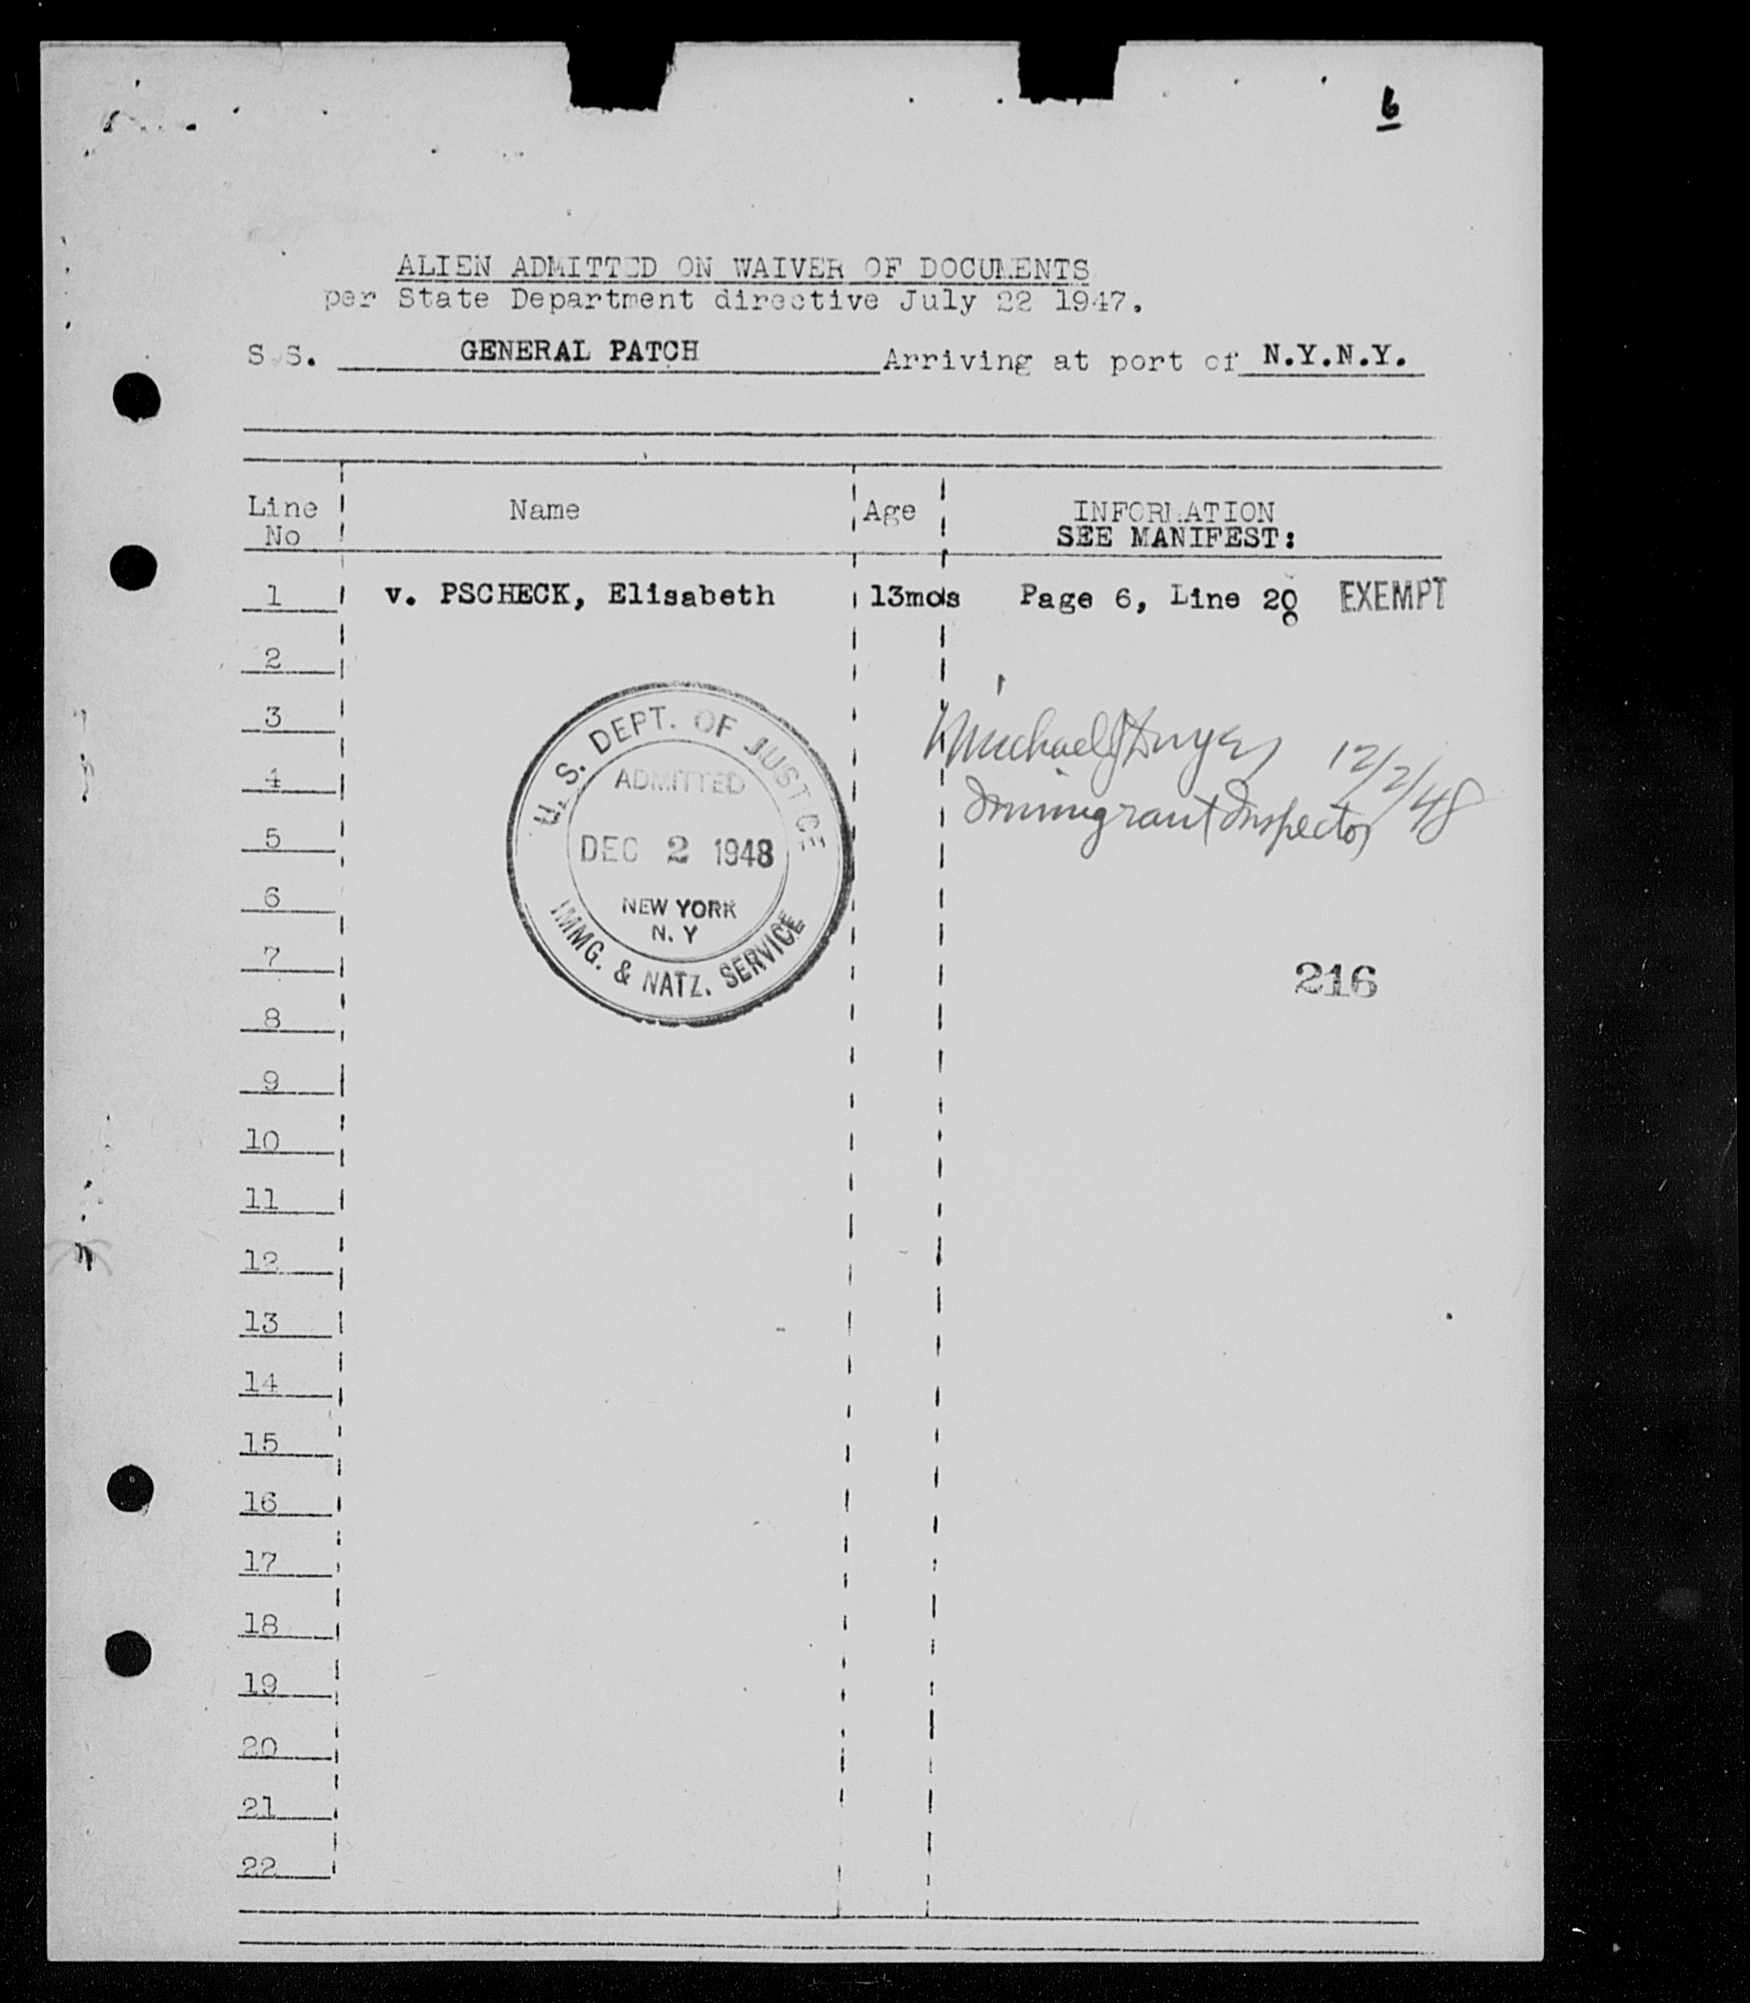 6
ALIEN ADMITTED ON WAIVER OF DOCUMENTS
per State Department directive July 22 1947.
S.S. GENERAL PATCH Arriving at port of N.Y.N.Y.
Line No Name Age INFORMATION
SEE MANIFEST:
1 v. PSCHECK, Elisabeth 13mos Page 6, Line 20 EXEMPT
2
3
4
5
6
7
8
9
10
11
12
13
14
15
16
17
18
19
20
21
22
U.S. DEPT. OF JUSTICE
ADMITTED
DEC 2 1948
NEW YORK
N.Y
IMMG. & NATZ. SERVICE
Michael J Dwyer 12/2/48
Immigrant Inspector
216